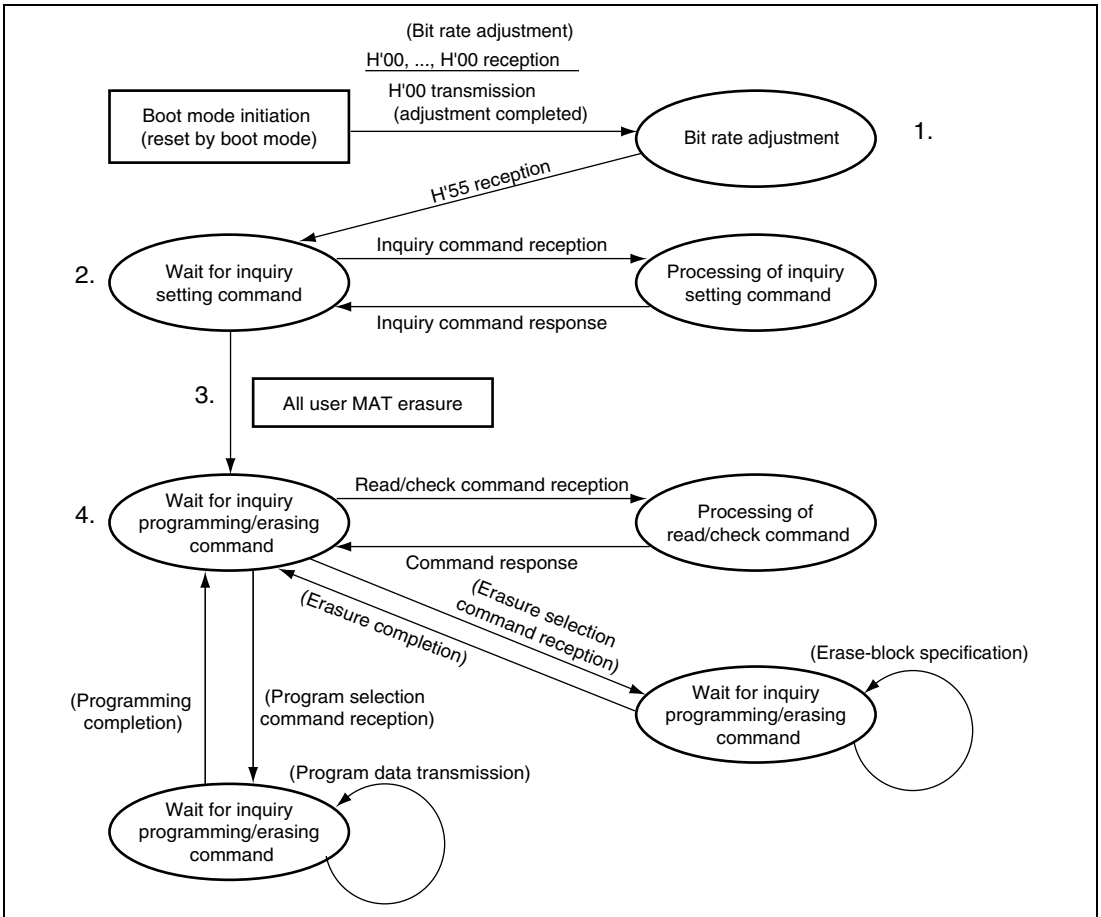 (Bit rate adjustment)
H'00, ..., H'00 reception
H'00 transmission
(adjustment completed)
Boot mode initiation
(reset by boot mode)
Bit rate adjustment
1.
H'55 reception
2.
Wait for inquiry
setting command
Inquiry command reception
Inquiry command response
Processing of inquiry
setting command
3.
All user MAT erasure
4.
Wait for inquiry
programming/erasing
command
Read/check command reception
Command response
Processing of
read/check command
(Erasure selection
command reception)
(Erasure completion)
(Erase-block specification)
Wait for inquiry
programming/erasing
command
(Programming
completion)
(Program selection
command reception)
(Program data transmission)
Wait for inquiry
programming/erasing
command